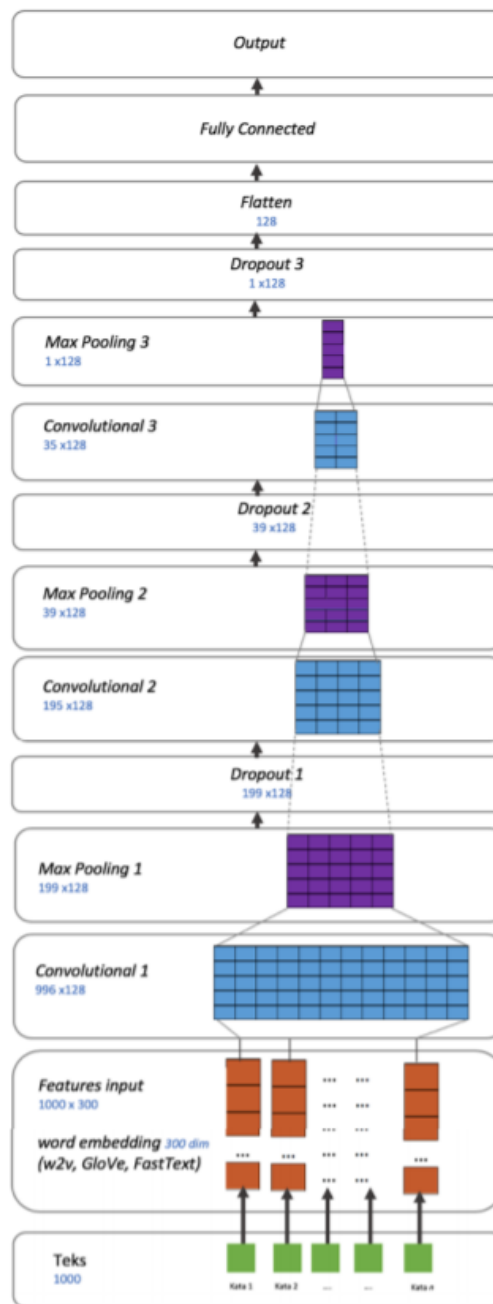 Output
Fully Connected
Flatten
128
Dropout 3
1 x128
Max Pooling 3
1 x128
Convolutional 3
35 x128
Dropout 2
39 x128
Max Pooling 2
39 x128
Convolutional 2
195 x128
Dropout 1
199 x128
Max Pooling 1
199 x128
Convolutional 1
996 x128
Features input
1000 x 300
word embedding 300 dim
(w2v, GloVe, FastText)
... ... ...
... ...
... ...
... ... ... ... ...
... ...
Teks
1000
Kata 1 Kata 2 .... .... Kata n